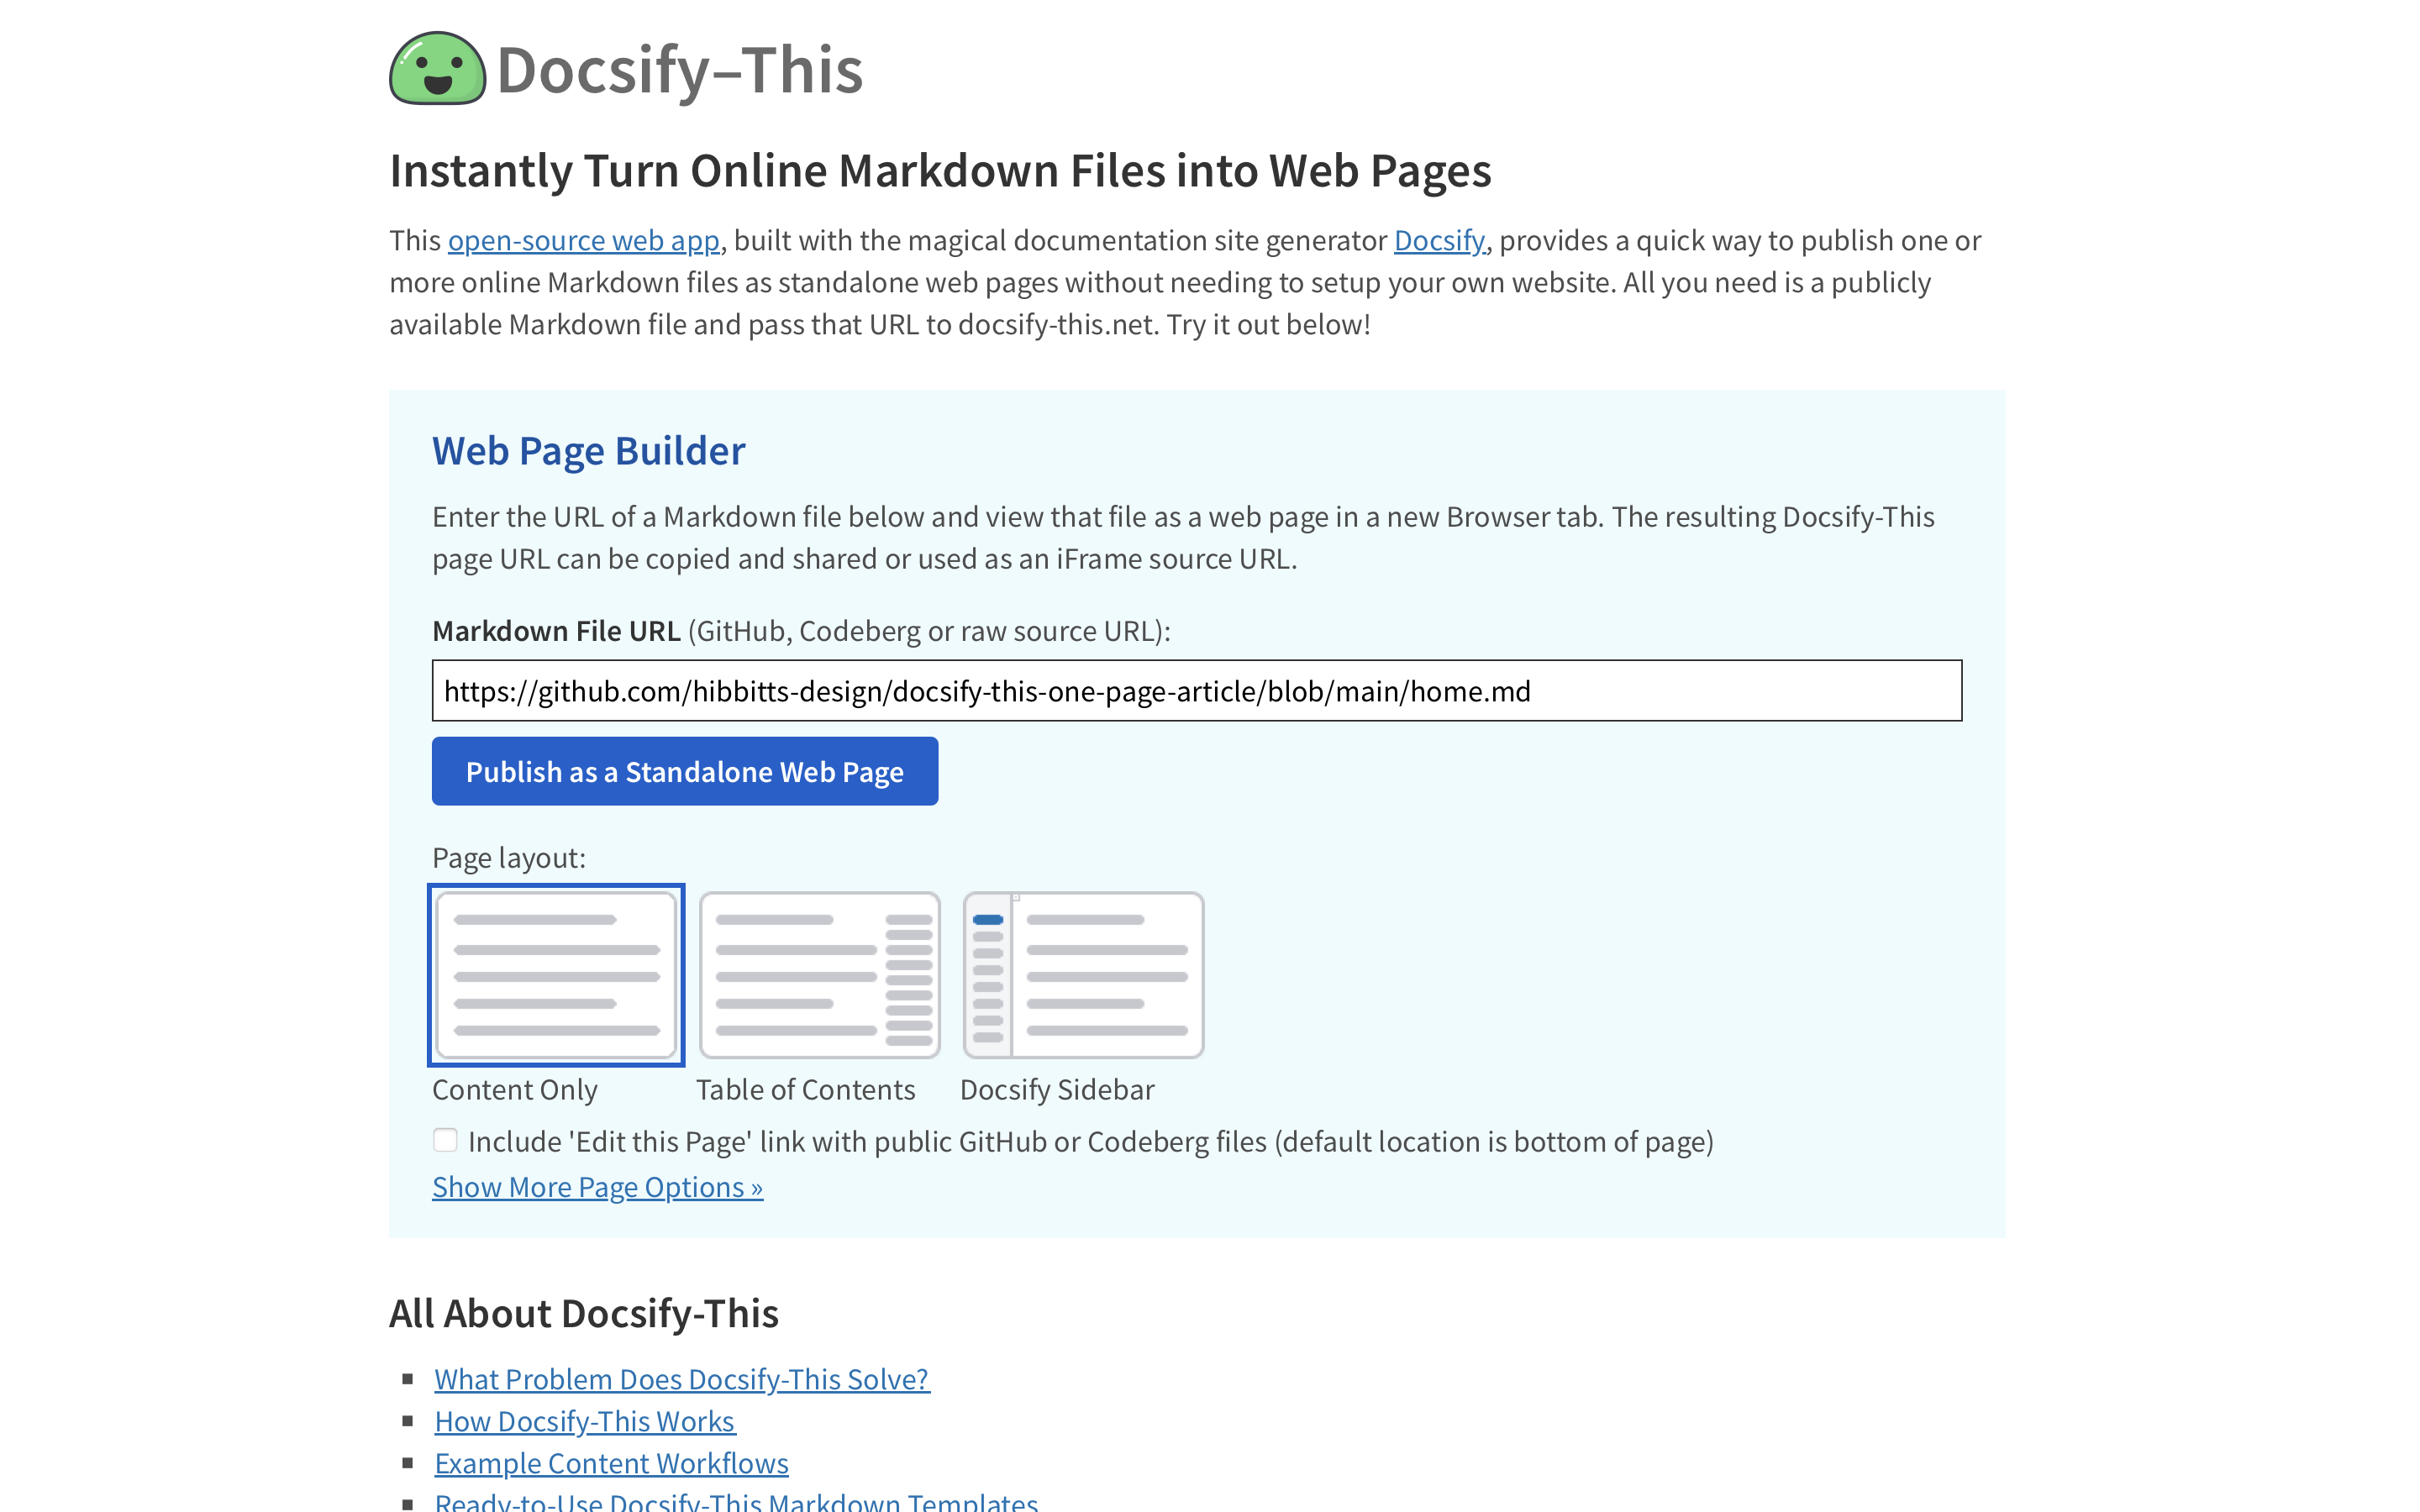 Docsify–This
Instantly Turn Online Markdown Files into Web Pages
This open-source web app, built with the magical documentation site generator Docsify, provides a quick way to publish one or
more online Markdown files as standalone web pages without needing to setup your own website. All you need is a publicly
available Markdown file and pass that URL to docsify-this.net. Try it out below!
Web Page Builder
Enter the URL of a Markdown file below and view that file as a web page in a new Browser tab. The resulting Docsify-This
page URL can be copied and shared or used as an iFrame source URL.
Markdown File URL (GitHub, Codeberg or raw source URL):
https://github.com/hibbitts-design/docsify-this-one-page-article/blob/main/home.md
Publish as a Standalone Web Page
Page layout:
Content Only
Table of Contents
Docsify Sidebar
Include 'Edit this Page' link with public GitHub or Codeberg files (default location is bottom of page)
Show More Page Options »
All About Docsify-This
What Problem Does Docsify-This Solve?
How Docsify-This Works
Example Content Workflows
Ready-to-Use Docsify-This Markdown Templates